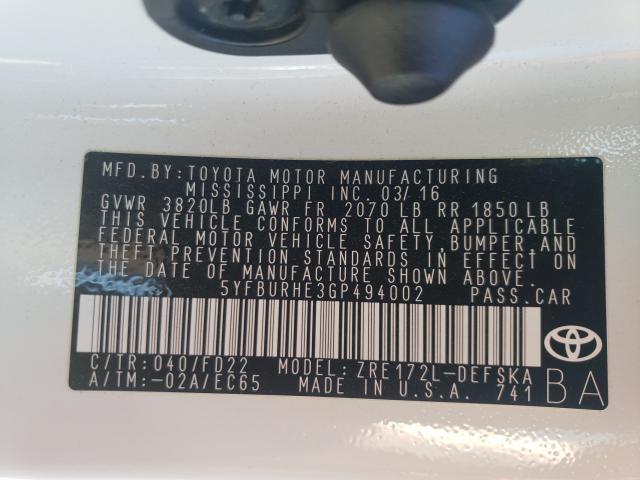 MFD.BY:TOYOTA MOTOR MANUFACTURING
MISSISSIPPI INC. 03/16
GVWR 3820LB GAWR FR 2070 LB RR 1850 LB
THIS VEHICLE CONFORMS TO ALL APPLICABLE
FEDERAL MOTOR VEHICLE SAFETY, BUMPER, AND
THEFT PREVENTION STANDARDS IN EFFECT ON
THE DATE OF MANUFACTURE SHOWN ABOVE.
5YFBURHE3GP494002 PASS.CAR
C/TR: 040/FD22 MODEL: ZRE172L-DEFSKA
A/TM:-02A/EC65 MADE IN U.S.A. 741
BA